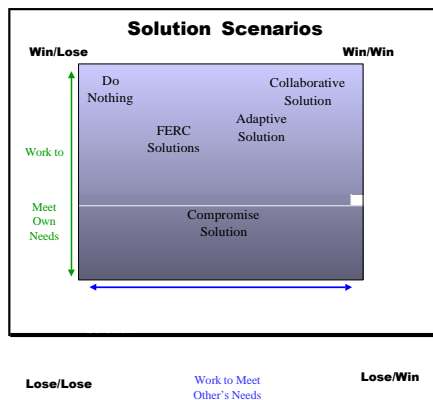 Solution Scenarios
Win/Lose
Win/Win
Do
Nothing
Collaborative
Solution
Adaptive
Solution
FERC
Solutions
Work to
Meet
Own
Needs
Compromise
Solution
Lose/Lose
Work to Meet
Other's Needs
Lose/Win